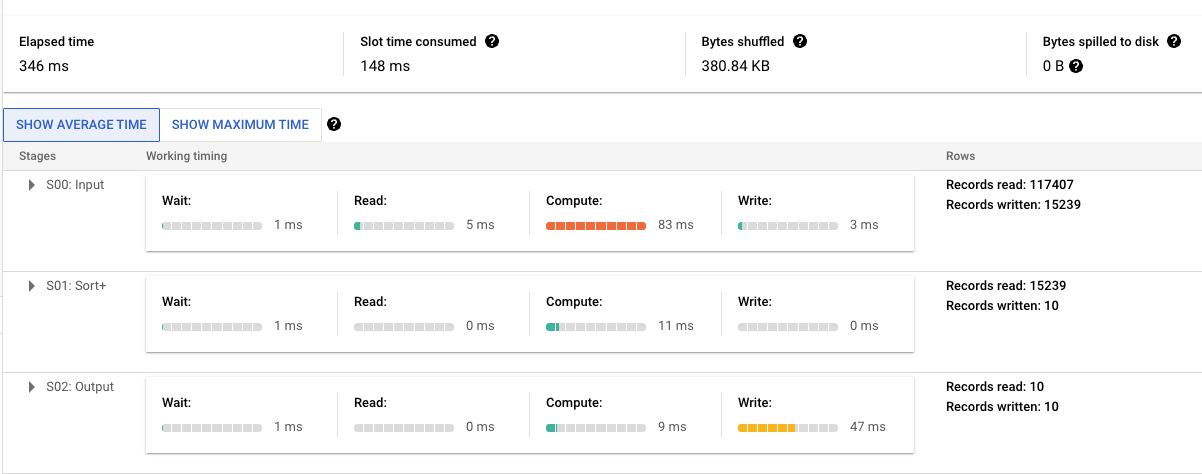 Elapsed time Slot time consumed Bytes shuffled Bytes spilled to disk
346 ms 148 ms 380.84 KB 0 B
SHOW AVERAGE TIME SHOW MAXIMUM TIME
Stages Working timing Rows
S00: Input
Wait: Read: Compute: Write:
1 ms 5 ms 83 ms 3 ms
Records read: 117407
Records written: 15239
S01: Sort+
Wait: Read: Compute: Write:
1 ms 0 ms 11 ms 0 ms
Records read: 15239
Records written: 10
S02: Output
Wait: Read: Compute: Write:
1 ms 0 ms 9 ms 47 ms
Records read: 10
Records written: 10